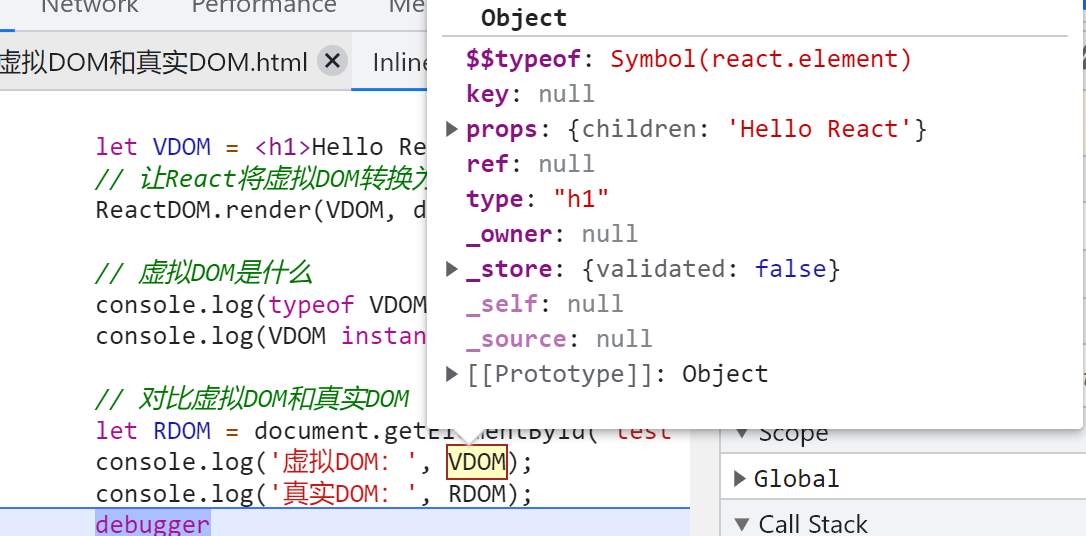 Network Performance Me
虚拟DOM和真实DOM.html Inline
Object
$$typeof: Symbol(react.element)
key: null
props: {children: 'Hello React'}
ref: null
type: "h1"
_owner: null
_store: {validated: false}
_self: null
_source: null
[[Prototype]]: Object
let VDOM = <h1>Hello Re
// 让React将虚拟DOM转换为
ReactDOM.render(VDOM, d
// 虚拟DOM是什么
console.log(typeof VDOM
console.log(VDOM instan
// 对比虚拟DOM和真实DOM
let RDOM = document.getElementById('test
console.log('虚拟DOM：', VDOM);
console.log('真实DOM：', RDOM);
debugger
Scope
Global
Call Stack